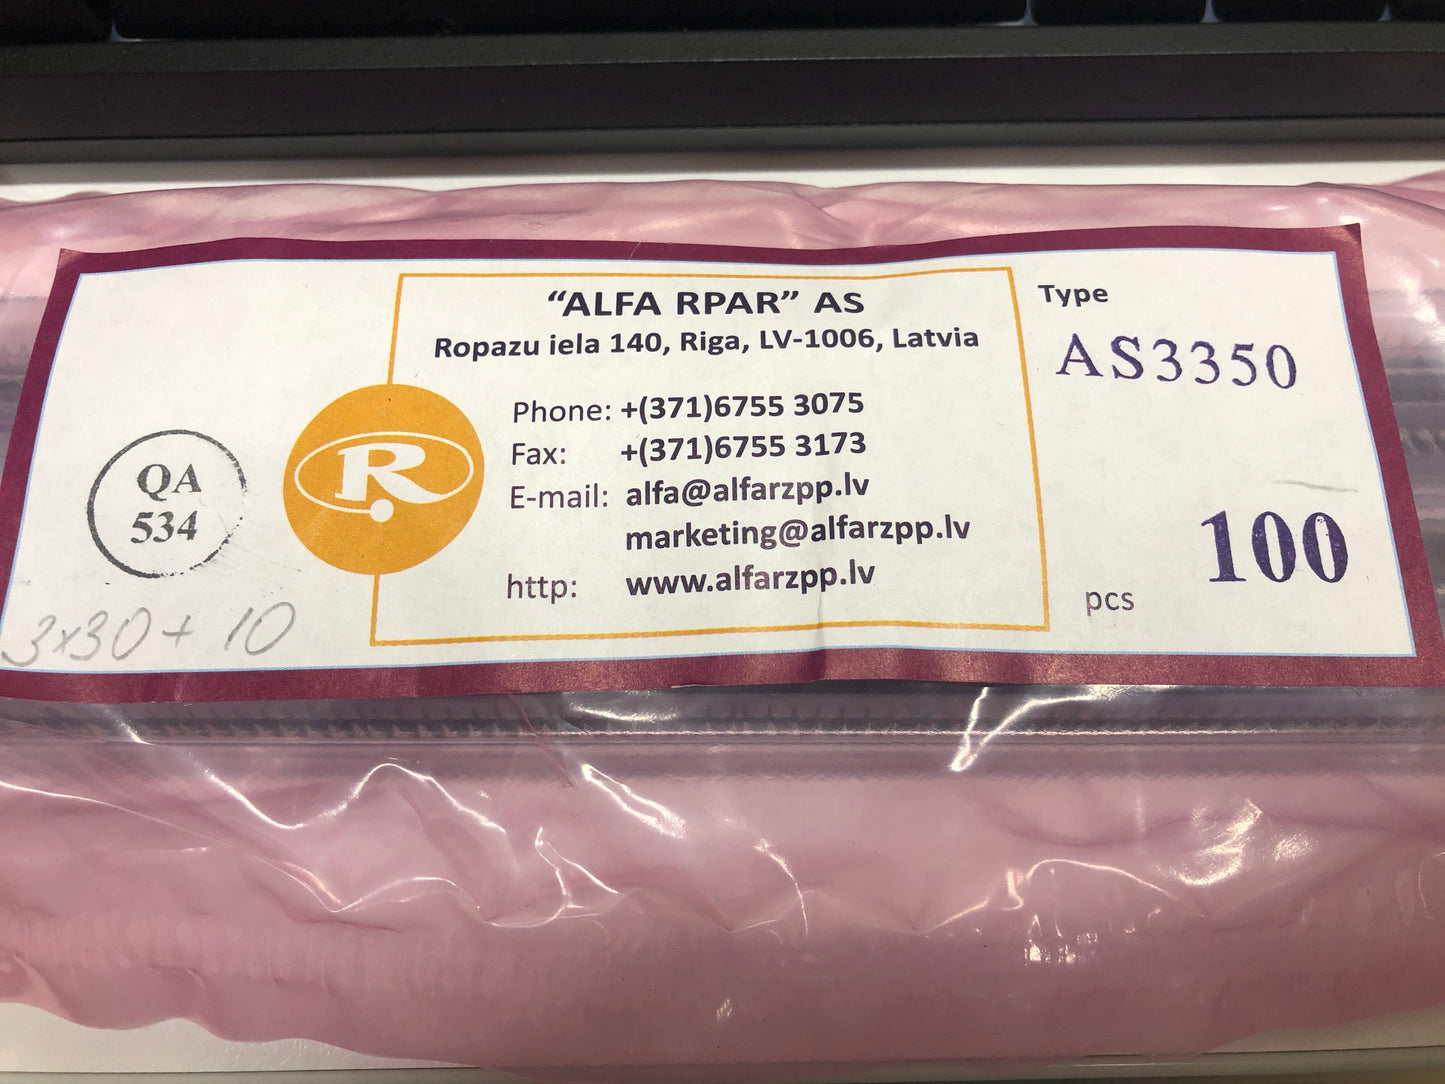 "ALFA RPAR" AS
Ropazu iela 140, Riga, LV-1006, Latvia
Phone: +(371)6755 3075
Fax: +(371)6755 3173
E-mail: alfa@alfarzpp.lv
marketing@alfarzpp.lv
http: www.alfarzpp.lv
Type
AS3350
100
pcs
R
QA
534
3x30 + 10